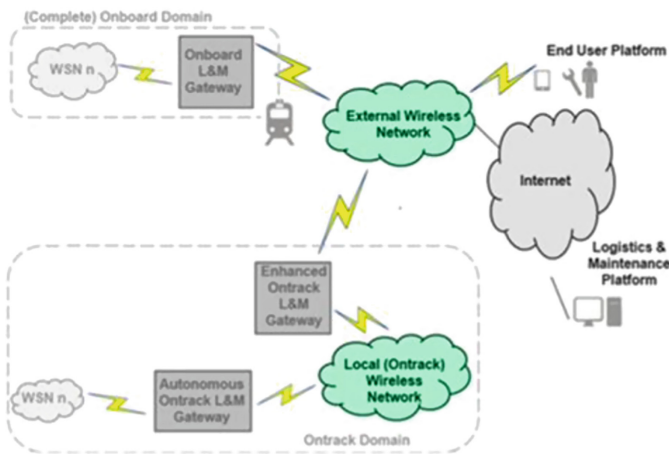 (Complete) Onboard Domain
WSN n
Onboard
L&M
Gateway
End User Platform
External Wireless
Network
Internet
Logistics &
Maintenance
Platform
Enhanced
Ontrack
L&M
Gateway
Local (Ontrack)
Wireless
Network
WSN n
Autonomous
Ontrack L&M
Gateway
Ontrack Domain